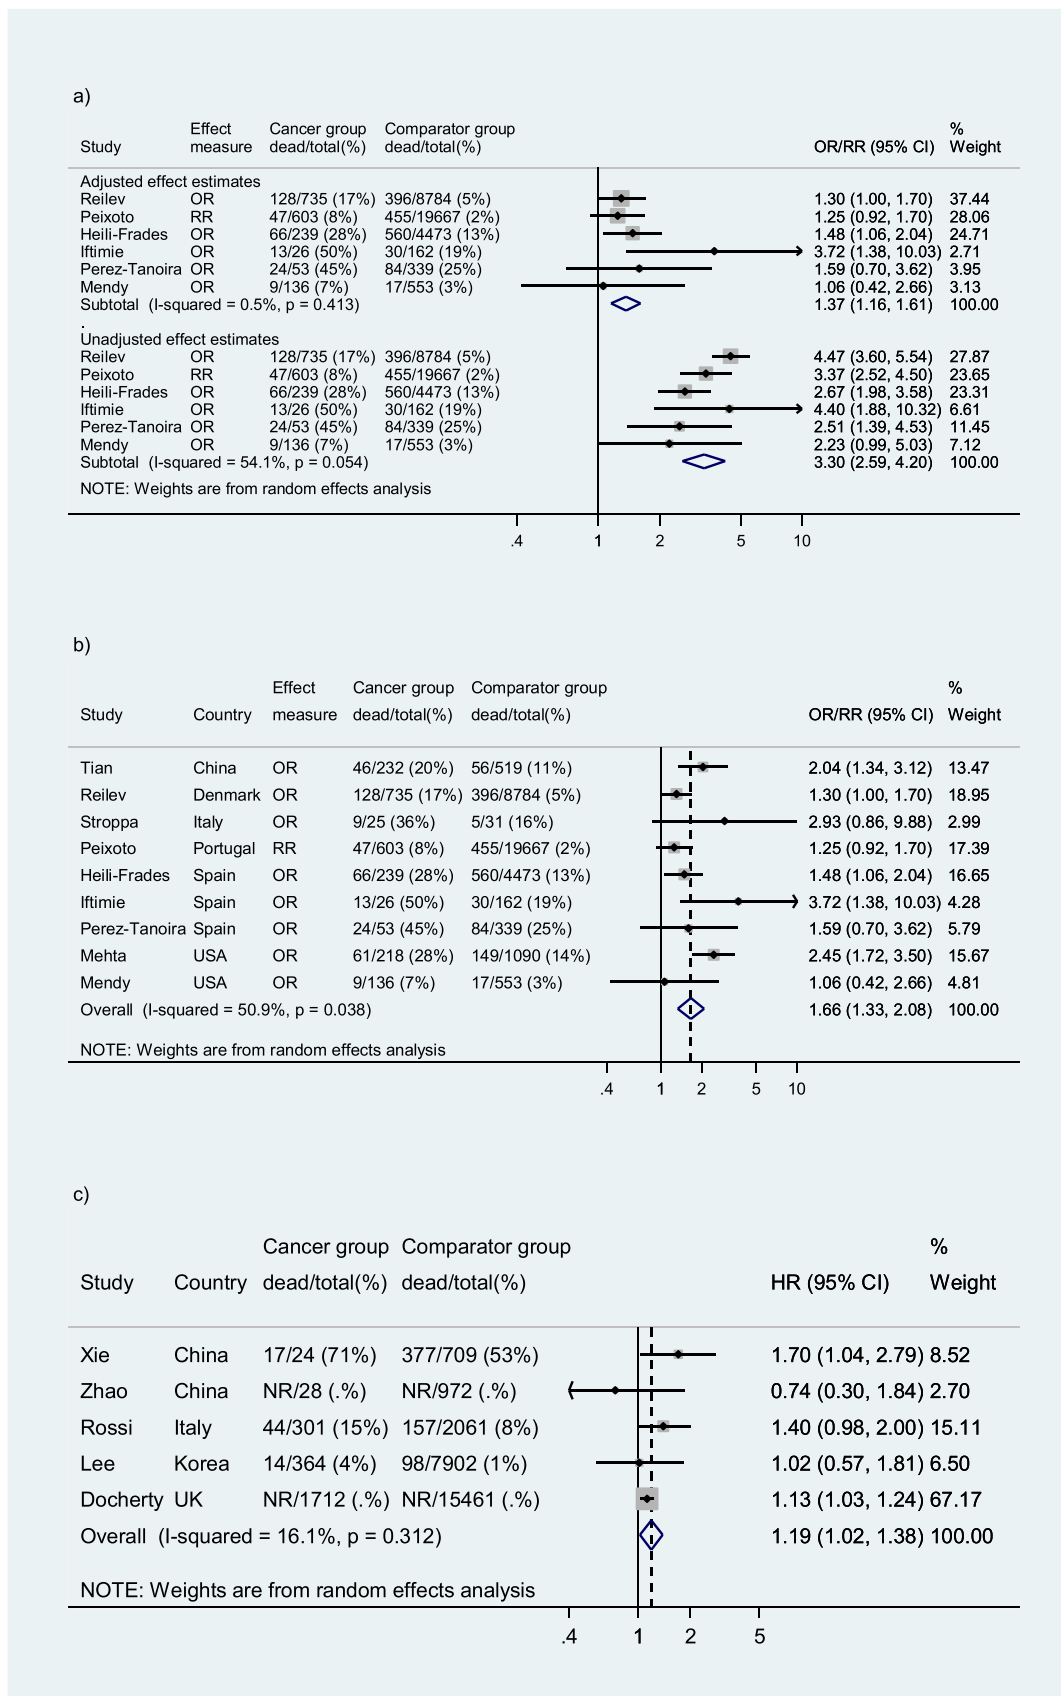 a)
Effect Cancer group Comparator group %
Study measure dead/total(%) dead/total(%) OR/RR (95% CI) Weight
Adjusted effect estimates
Reilev OR 128/735 (17%) 396/8784 (5%) 1.30 (1.00, 1.70) 37.44
Peixoto RR 47/603 (8%) 455/19667 (2%) 1.25 (0.92, 1.70) 28.06
Heili-Frades OR 66/239 (28%) 560/4473 (13%) 1.48 (1.06, 2.04) 24.71
Iftimie OR 13/26 (50%) 30/162 (19%) 3.72 (1.38, 10.03) 2.71
Perez-Tanoira OR 24/53 (45%) 84/339 (25%) 1.59 (0.70, 3.62) 3.95
Mendy OR 9/136 (7%) 17/553 (3%) 1.06 (0.42, 2.66) 3.13
Subtotal (I-squared = 0.5%, p = 0.413) 1.37 (1.16, 1.61) 100.00
.
Unadjusted effect estimates
Reilev OR 128/735 (17%) 396/8784 (5%) 4.47 (3.60, 5.54) 27.87
Peixoto RR 47/603 (8%) 455/19667 (2%) 3.37 (2.52, 4.50) 23.65
Heili-Frades OR 66/239 (28%) 560/4473 (13%) 2.67 (1.98, 3.58) 23.31
Iftimie OR 13/26 (50%) 30/162 (19%) 4.40 (1.88, 10.32) 6.61
Perez-Tanoira OR 24/53 (45%) 84/339 (25%) 2.51 (1.39, 4.53) 11.45
Mendy OR 9/136 (7%) 17/553 (3%) 2.23 (0.99, 5.03) 7.12
Subtotal (I-squared = 54.1%, p = 0.054) 3.30 (2.59, 4.20) 100.00
NOTE: Weights are from random effects analysis
.4 1 2 5 10
b)
Effect Cancer group Comparator group %
Study Country measure dead/total(%) dead/total(%) OR/RR (95% CI) Weight
Tian China OR 46/232 (20%) 56/519 (11%) 2.04 (1.34, 3.12) 13.47
Reilev Denmark OR 128/735 (17%) 396/8784 (5%) 1.30 (1.00, 1.70) 18.95
Stroppa Italy OR 9/25 (36%) 5/31 (16%) 2.93 (0.86, 9.88) 2.99
Peixoto Portugal RR 47/603 (8%) 455/19667 (2%) 1.25 (0.92, 1.70) 17.39
Heili-Frades Spain OR 66/239 (28%) 560/4473 (13%) 1.48 (1.06, 2.04) 16.65
Iftimie Spain OR 13/26 (50%) 30/162 (19%) 3.72 (1.38, 10.03) 4.28
Perez-Tanoira Spain OR 24/53 (45%) 84/339 (25%) 1.59 (0.70, 3.62) 5.79
Mehta USA OR 61/218 (28%) 149/1090 (14%) 2.45 (1.72, 3.50) 15.67
Mendy USA OR 9/136 (7%) 17/553 (3%) 1.06 (0.42, 2.66) 4.81
Overall (I-squared = 50.9%, p = 0.038) 1.66 (1.33, 2.08) 100.00
NOTE: Weights are from random effects analysis
.4 1 2 5 10
c)
Cancer group Comparator group %
Study Country dead/total(%) dead/total(%) HR (95% CI) Weight
Xie China 17/24 (71%) 377/709 (53%) 1.70 (1.04, 2.79) 8.52
Zhao China NR/28 (.%) NR/972 (.%) 0.74 (0.30, 1.84) 2.70
Rossi Italy 44/301 (15%) 157/2061 (8%) 1.40 (0.98, 2.00) 15.11
Lee Korea 14/364 (4%) 98/7902 (1%) 1.02 (0.57, 1.81) 6.50
Docherty UK NR/1712 (.%) NR/15461 (.%) 1.13 (1.03, 1.24) 67.17
Overall (I-squared = 16.1%, p = 0.312) 1.19 (1.02, 1.38) 100.00
NOTE: Weights are from random effects analysis
.4 1 2 5